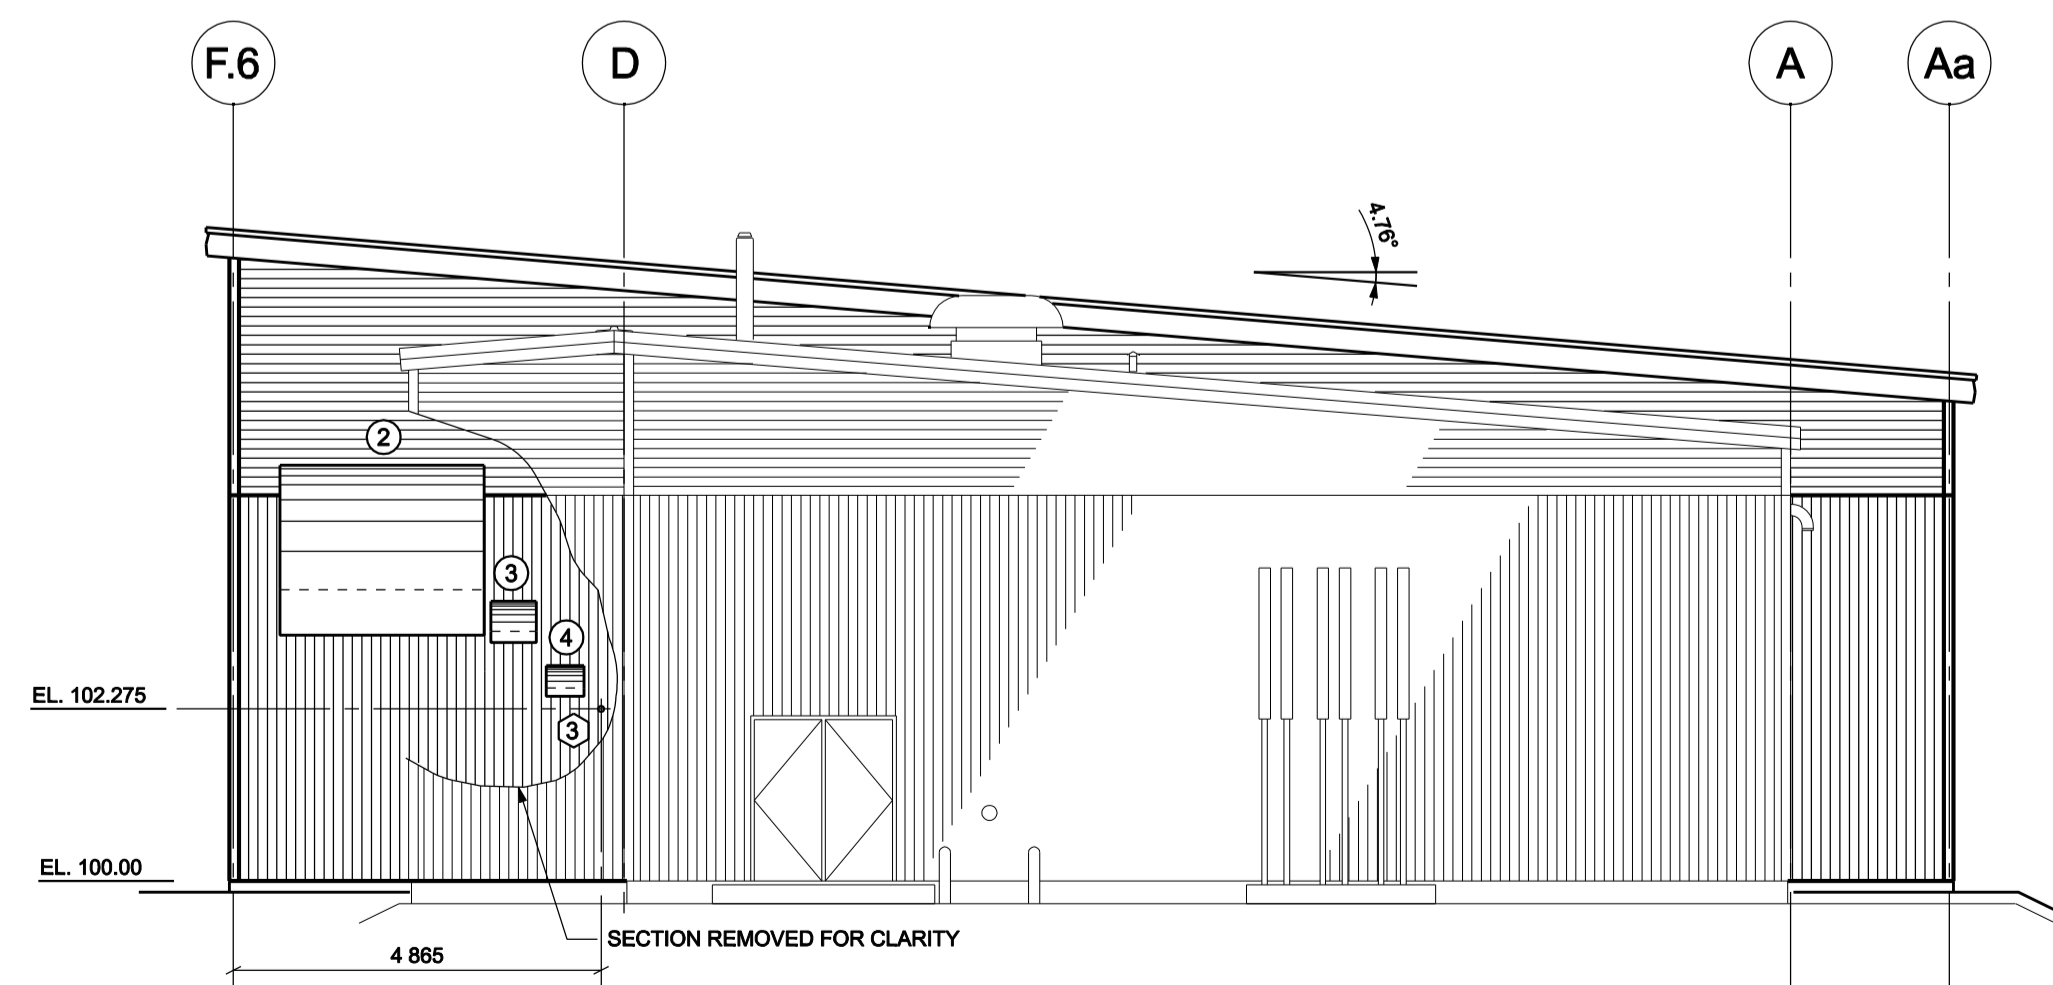 F.6
D
A
Aa
4.76°
2
3
4
EL. 102.275
3
EL. 100.00
SECTION REMOVED FOR CLARITY
4 865